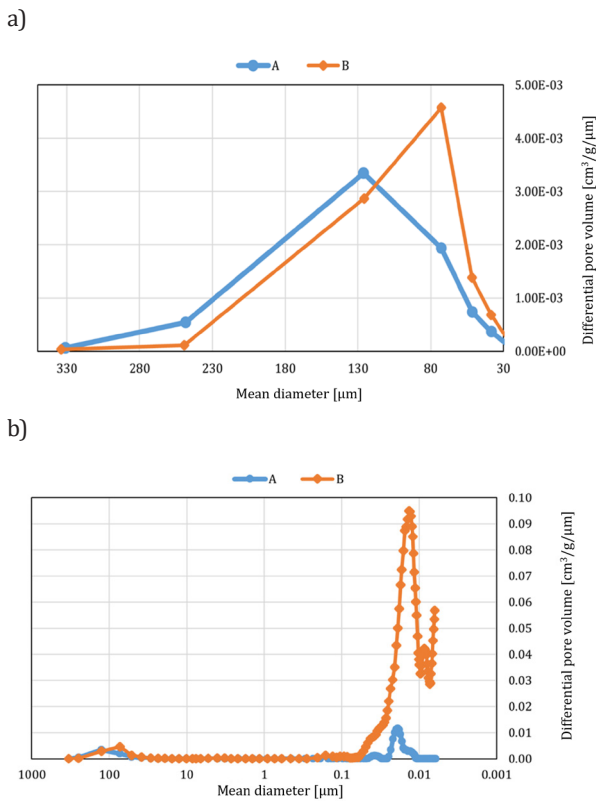 a)
A B
5.00E-03
4.00E-03
3.00E-03
2.00E-03
1.00E-03
0.00E+00
Differential pore volume [cm³/g/µm]
330 280 230 180 130 80 30
Mean diameter [µm]
b)
A B
0.10
0.09
0.08
0.07
0.06
0.05
0.04
0.03
0.02
0.01
0.00
Differential pore volume [cm³/g/µm]
1000 100 10 1 0.1 0.01 0.001
Mean diameter [µm]